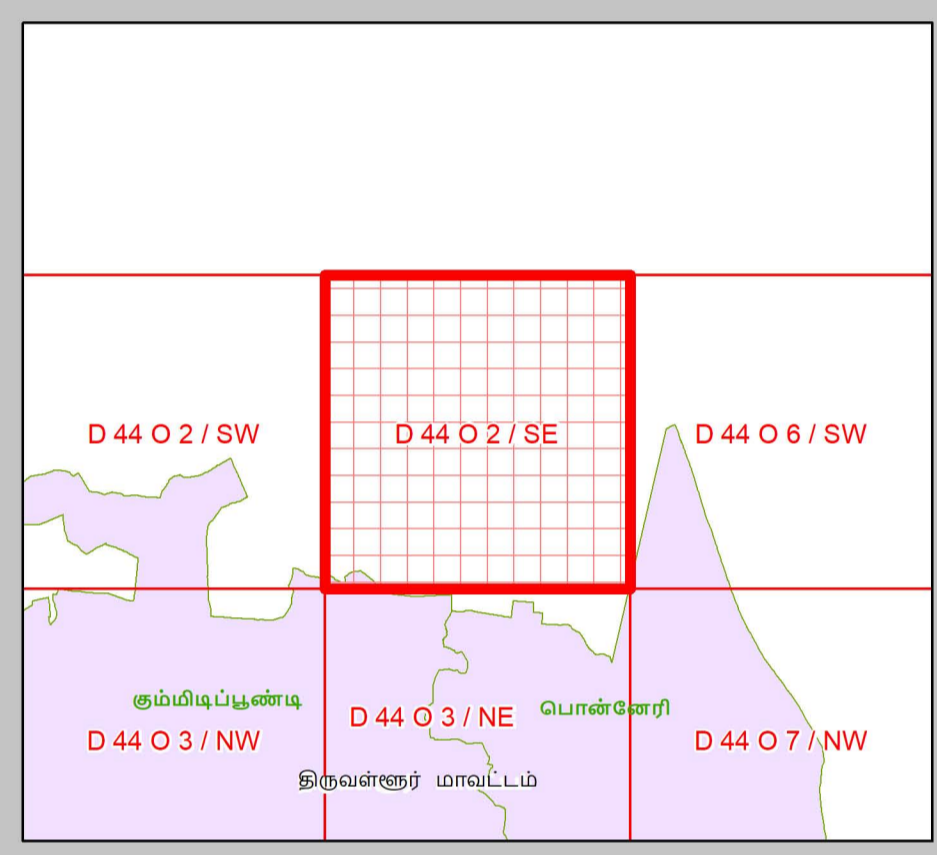 D 44 O 2 / SW
D 44 O 2 / SE
D 44 O 6 / SW
கும்மிடிப்பூண்டி
பொன்னேரி
D 44 O 3 / NW
D 44 O 3 / NE
D 44 O 7 / NW
திருவள்ளூர் மாவட்டம்